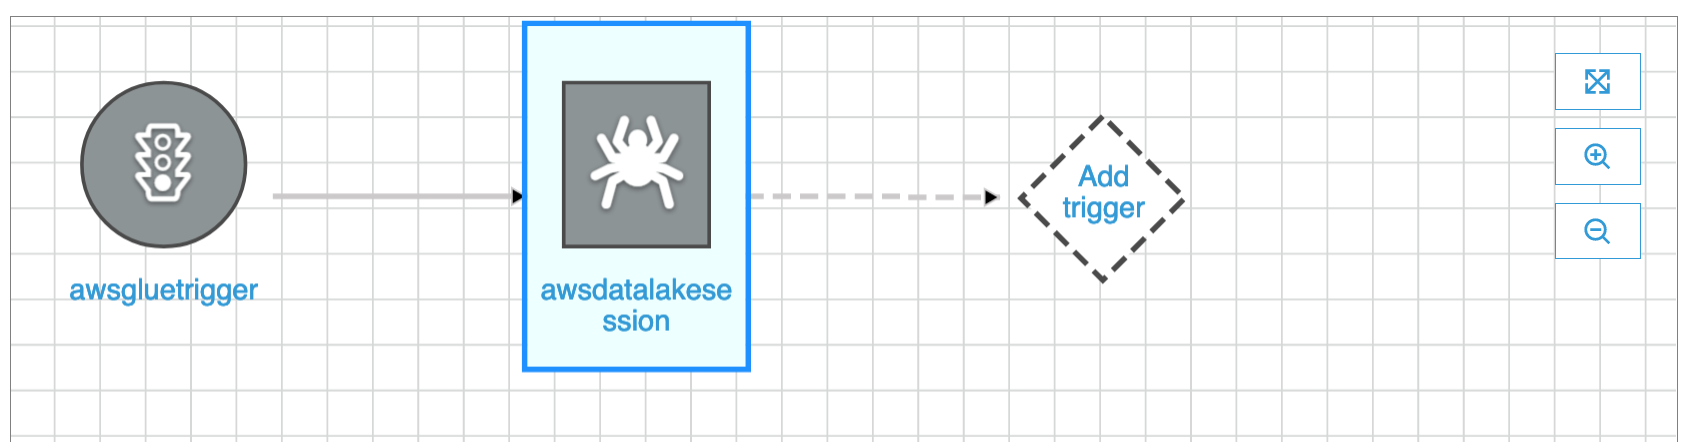 Add
trigger
awsgluetrigger
awsdatalakese
ssion